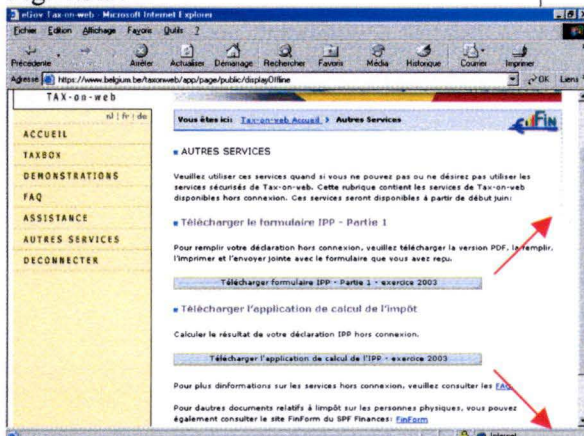 eGov Tax-on-web - Microsoft Internet Explorer
Fichier Edition Affichage Favoris Outils ?
Précédente Arrêter Actualiser Démarrage Rechercher Favoris Média Historique Courrier Imprimer
Adresse https://www.belgium.be/taxonweb/app/page/public/displayOffline OK Liens
TAX-on-web
nl | fr | de
Vous êtes ici: Tax-on-web Accueil > Autres Services
FIN
ACCUEIL
TAXBOX
DEMONSTRATIONS
FAQ
ASSISTANCE
AUTRES SERVICES
DECONNECTER
AUTRES SERVICES
Veuillez utiliser ces services quand si vous ne pouvez pas ou ne désirez pas utiliser les
services sécurisés de Tax-on-web. Cette rubrique contient les services de Tax-on-web
disponibles hors connexion. Ces services seront disponibles à partir de début juin:
Télécharger le formulaire IPP - Partie 1
Pour remplir votre déclaration hors connexion, veuillez télécharger la version PDF, la remplir,
l'imprimer et l'envoyer jointe avec le formulaire que vous avez reçu.
Télécharger formulaire IPP - Partie 1 - exercice 2003
Télécharger l'application de calcul de l'impôt
Calculer le résultat de votre déclaration IPP hors connexion.
Télécharger l'application de calcul de l'IPP - exercice 2003
Pour plus dinformations sur les services hors connexion, veuillez consulter les FAQ
Pour dautres documents relatifs à limpôt sur les personnes physiques, vous pouvez
également consulter le site FinForm du SPF Finances: FinForm
Internet